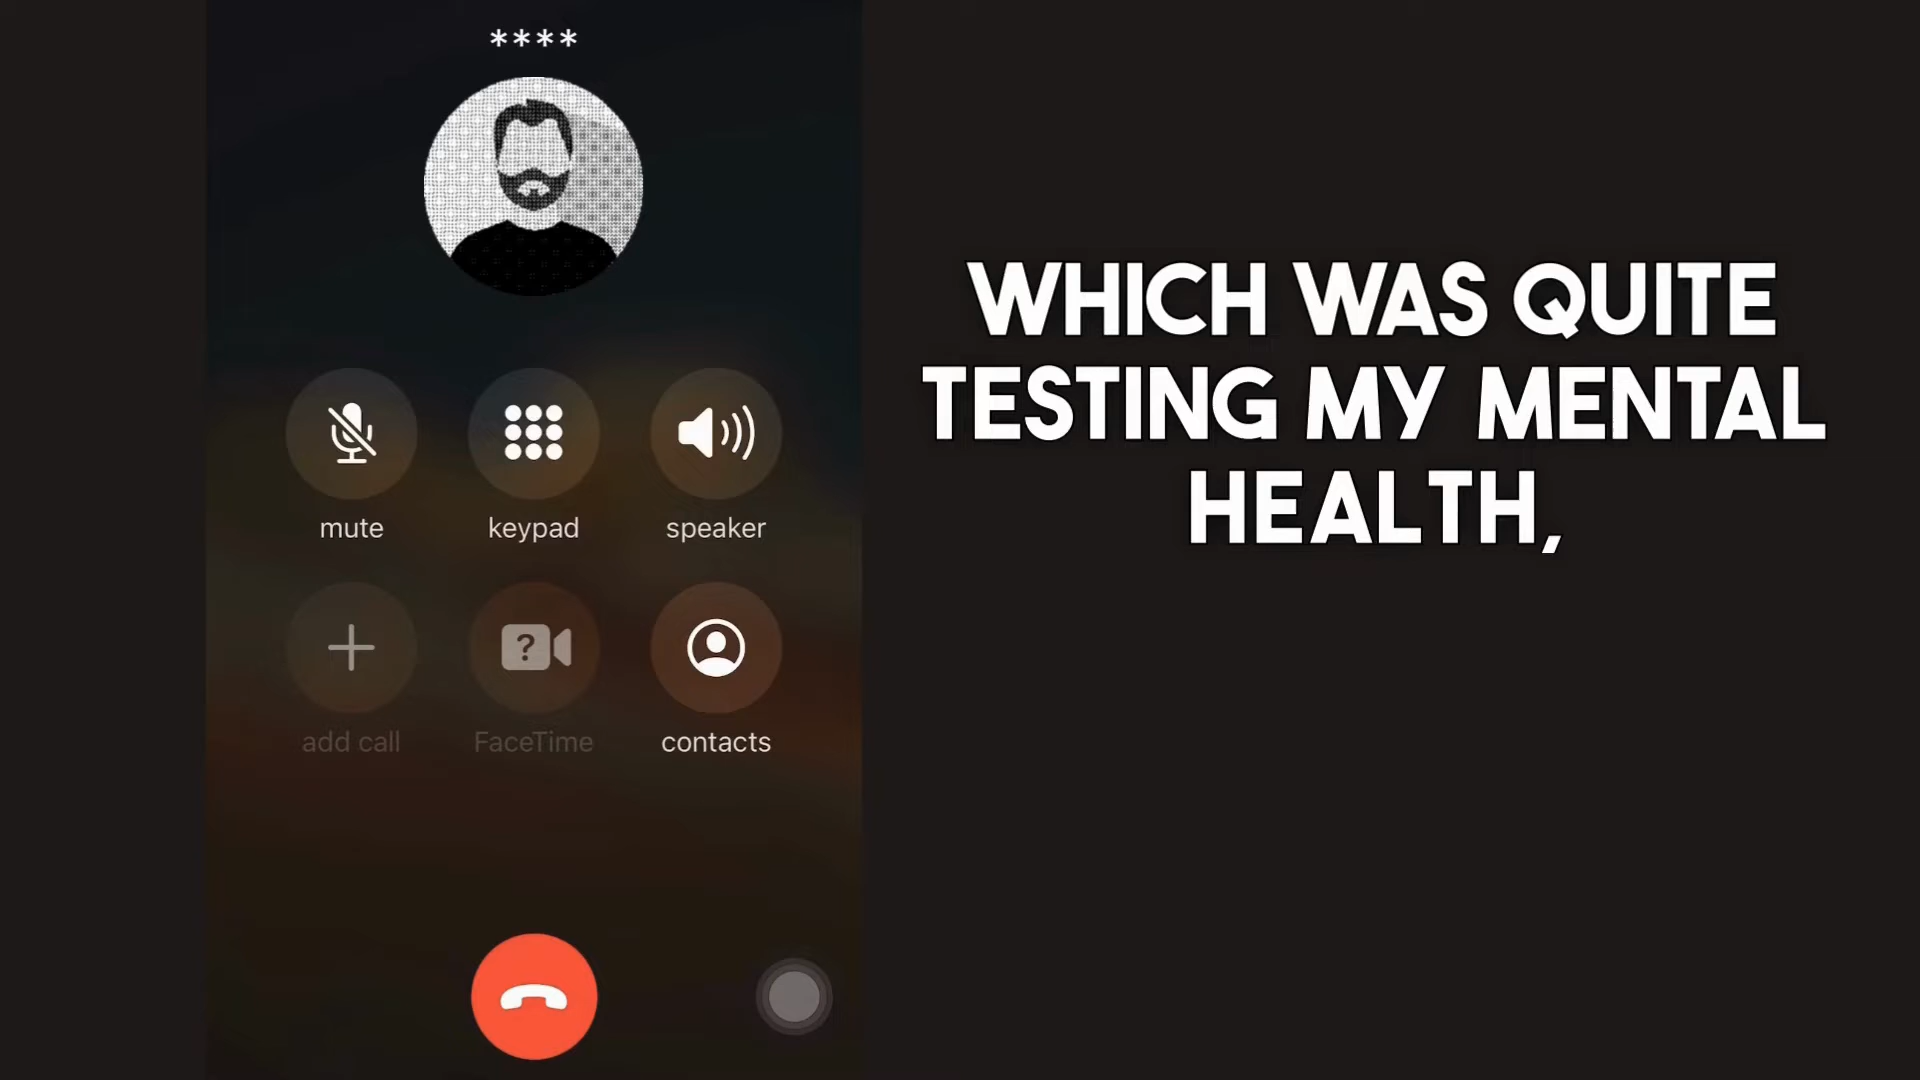 ****
mute
keypad
speaker
add call
FaceTime
contacts
WHICH WAS QUITE
TESTING MY MENTAL
HEALTH,